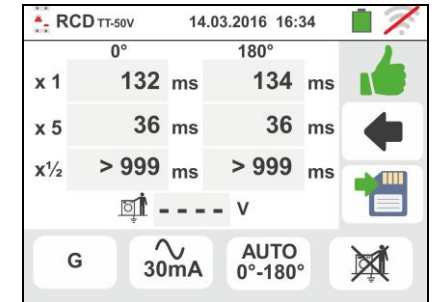 RCD TT-50V 14.03.2016 16:34
0° 180°
x 1 132 ms 134 ms
x 5 36 ms 36 ms
x½ > 999 ms > 999 ms
- - - - V
G 30mA AUTO 0°-180°